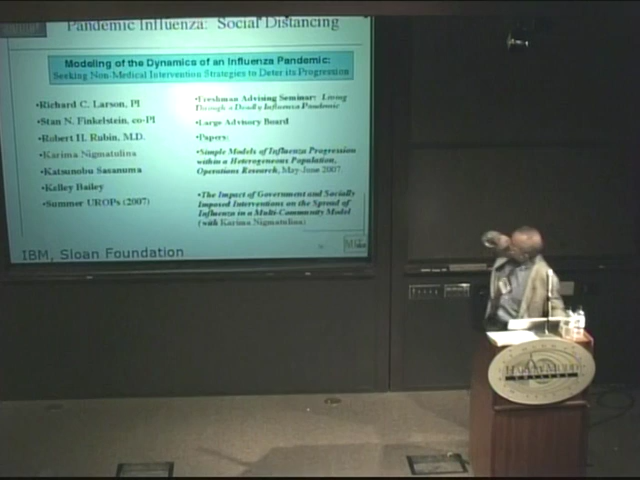 Pandemic Influenza: Social Distancing
Modeling of the Dynamics of an Influenza Pandemic:
Seeking Non-Medical Intervention Strategies to Deter its Progression
•Richard C. Larson, PI
•Stan N. Finkelstein, co-PI
•Robert H. Rubin, M.D.
•Karima Nigmatulina
•Katsunobu Sasanuma
•Kelley Bailey
•Summer UROPs (2007)
•Freshman Advising Seminar: Living
Through a Deadly Influenza Pandemic
•Large Advisory Board
•Papers:
•Simple Models of Influenza Progression
within a Heterogeneous Population,
Operations Research, May-June 2007.
•The Impact of Government and Socially
Imposed Interventions on the Spread of
Influenza in a Multi-Community Model
(with Karima Nigmatulina)
IBM, Sloan Foundation
HARVEY MUDD
COLLEGE